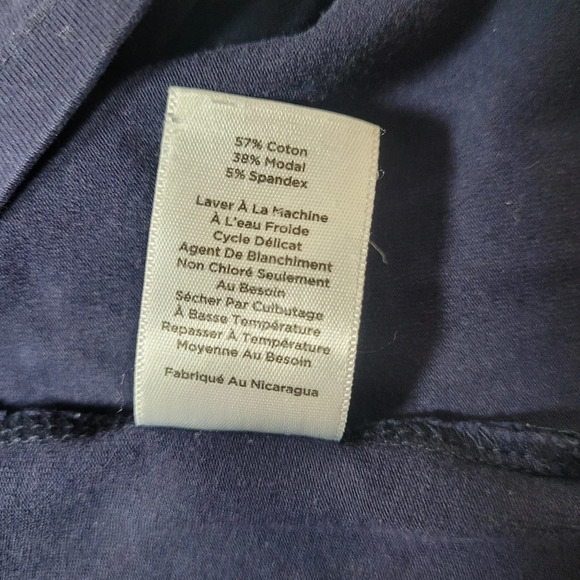 57% Coton
38% Modal
5% Spandex
Laver À La Machine
À L'eau Froide
Cycle Délicat
Agent De Blanchiment
Non Chloré Seulement
Au Besoin
Sécher Par Culbutage
À Basse Température
Repasser À Température
Moyenne Au Besoin
Fabriqué Au Nicaragua